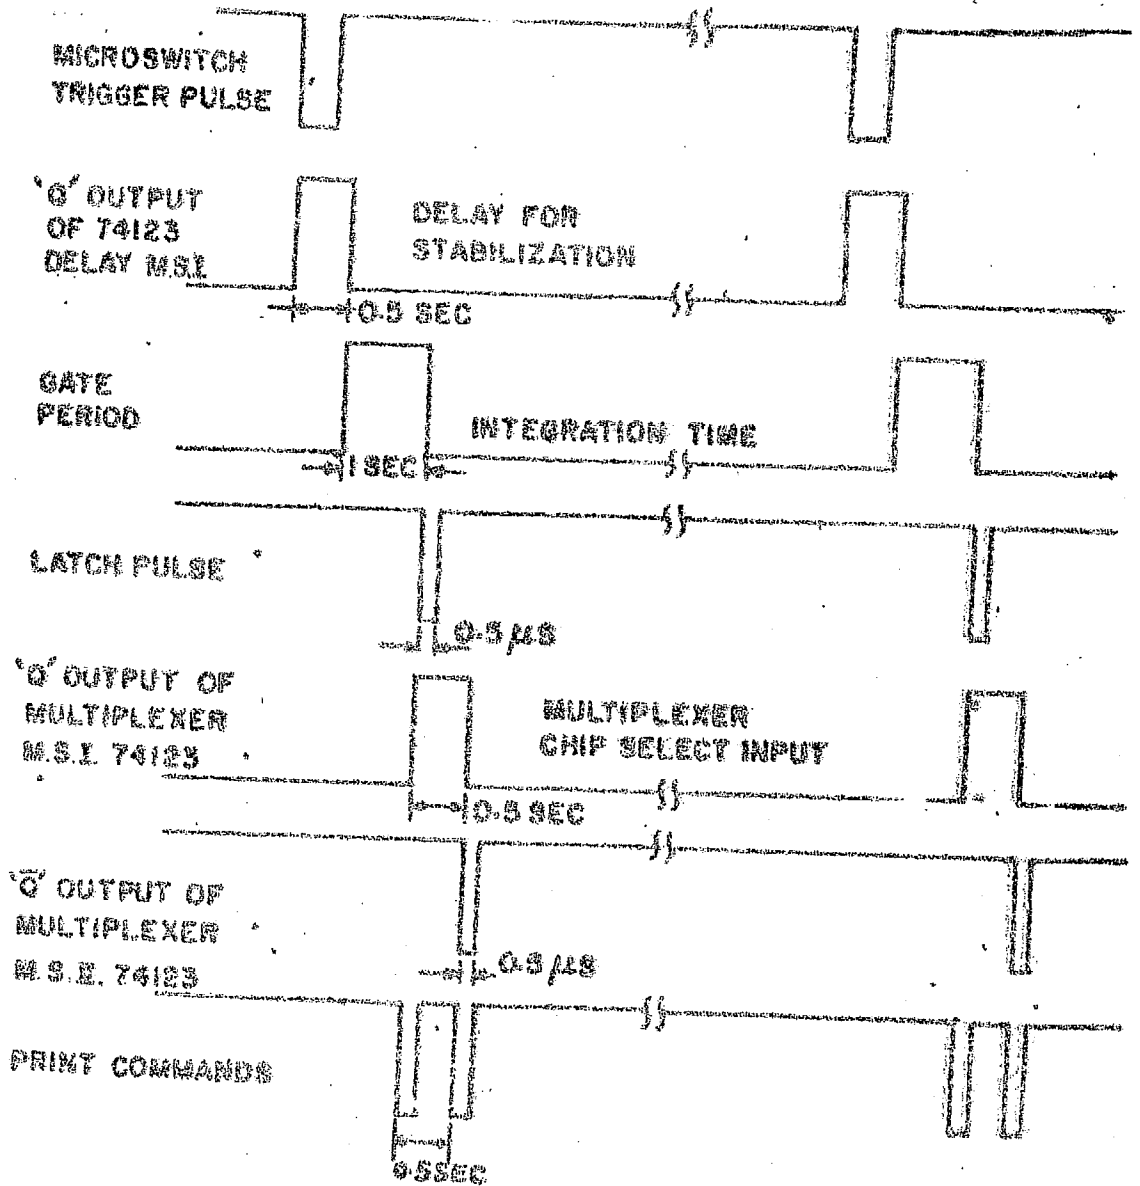 MICROSWITCH
TRIGGER PULSE
'Q' OUTPUT
OF 74123
DELAY M.S.I.
DELAY FOR
STABILIZATION
0.5 SEC
GATE
PERIOD
INTEGRATION TIME
1 SEC
LATCH PULSE
0.5 μS
'Q' OUTPUT OF
MULTIPLEXER
M.S.I. 74123
MULTIPLEXER
CHIP SELECT INPUT
0.5 SEC
'Q̅' OUTPUT OF
MULTIPLEXER
M.S.I. 74123
0.5 μS
PRINT COMMANDS
0.5 SEC